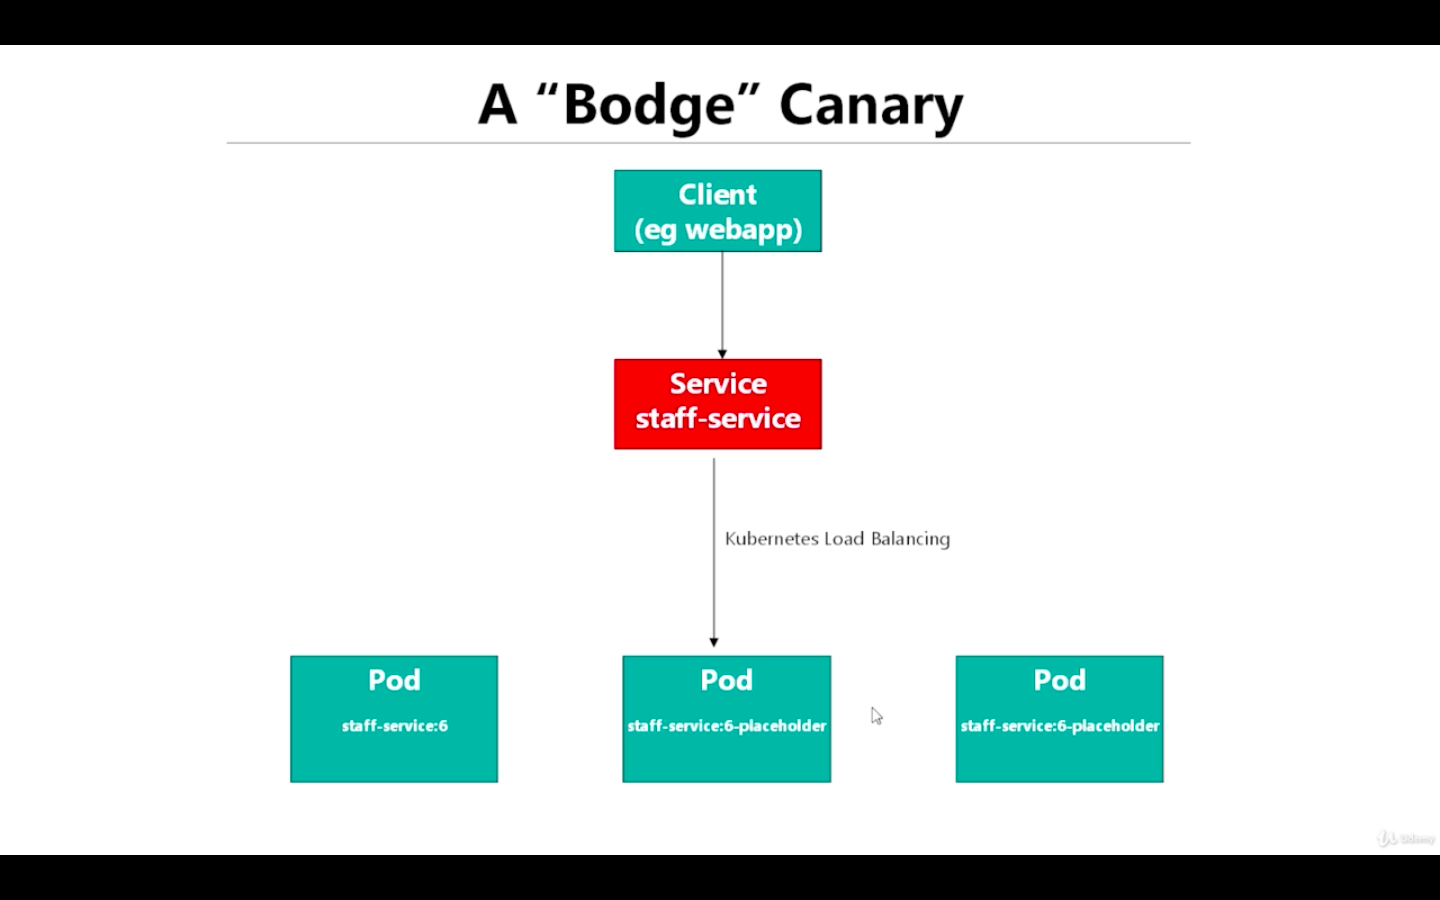 A “Bodge” Canary
Client
(eg webapp)
Service
staff-service
Kubernetes Load Balancing
Pod
staff-service:6
Pod
staff-service:6-placeholder
Pod
staff-service:6-placeholder
Udemy